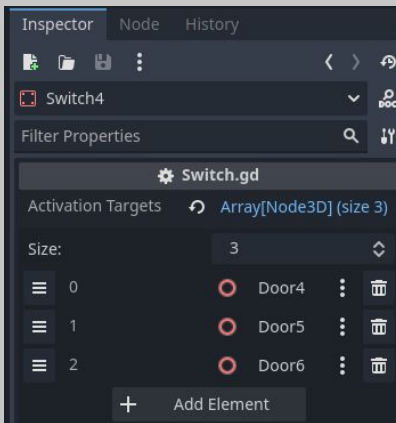 Inspector Node History
Switch4
DOC
Filter Properties
Switch.gd
Activation Targets Array[Node3D] (size 3)
Size: 3
0 Door4
1 Door5
2 Door6
+ Add Element